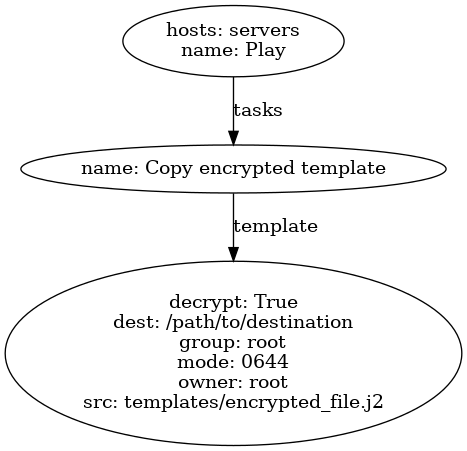 hosts: servers
name: Play
tasks
name: Copy encrypted template
template
decrypt: True
dest: /path/to/destination
group: root
mode: 0644
owner: root
src: templates/encrypted_file.j2